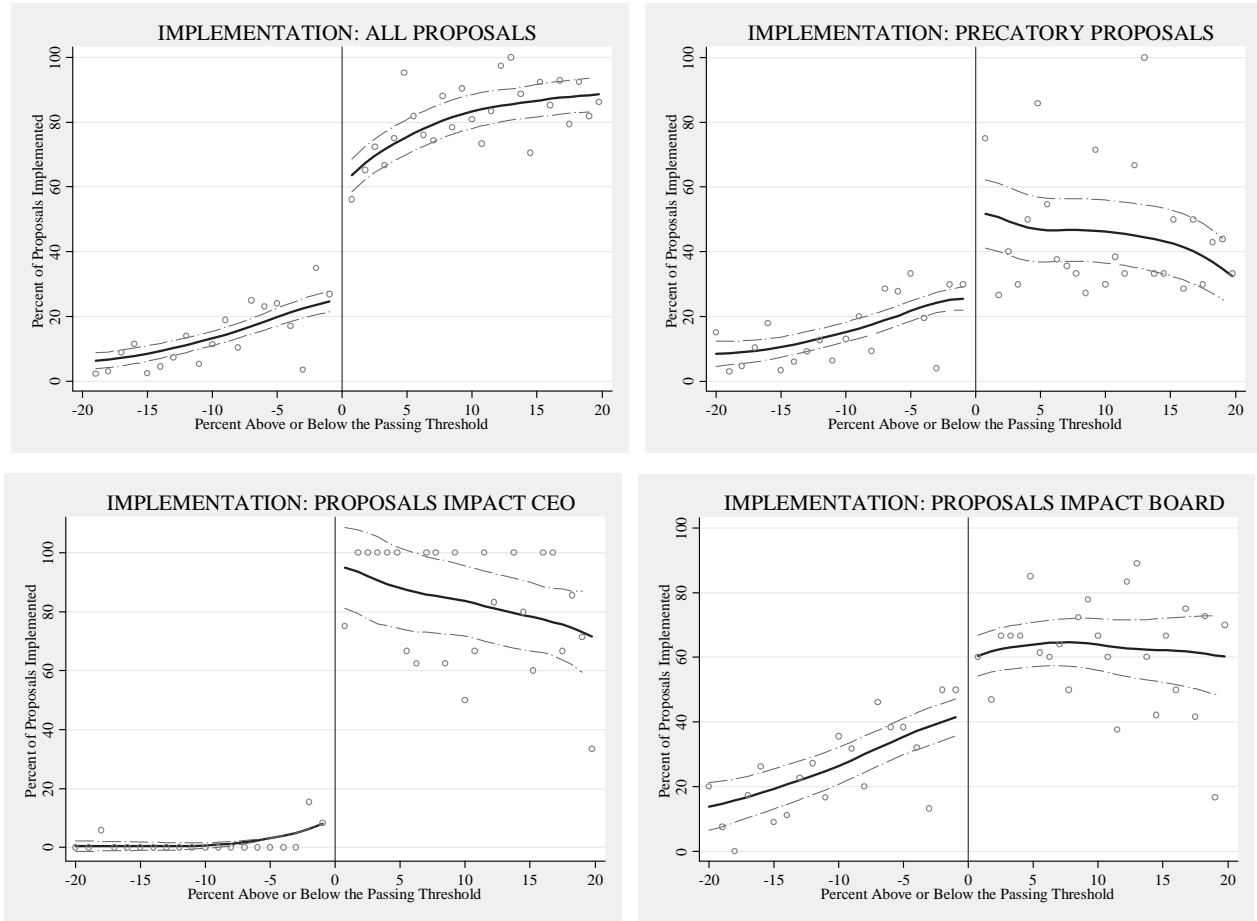 IMPLEMENTATION: ALL PROPOSALS
Percent of Proposals Implemented
0
20
40
60
80
100
-20 -15 -10 -5 0 5 10 15 20
Percent Above or Below the Passing Threshold
IMPLEMENTATION: PRECATORY PROPOSALS
Percent of Proposals Implemented
0
20
40
60
80
100
-20 -15 -10 -5 0 5 10 15 20
Percent Above or Below the Passing Threshold
IMPLEMENTATION: PROPOSALS IMPACT CEO
Percent of Proposals Implemented
0
20
40
60
80
100
-20 -15 -10 -5 0 5 10 15 20
Percent Above or Below the Passing Threshold
IMPLEMENTATION: PROPOSALS IMPACT BOARD
Percent of Proposals Implemented
0
20
40
60
80
100
-20 -15 -10 -5 0 5 10 15 20
Percent Above or Below the Passing Threshold